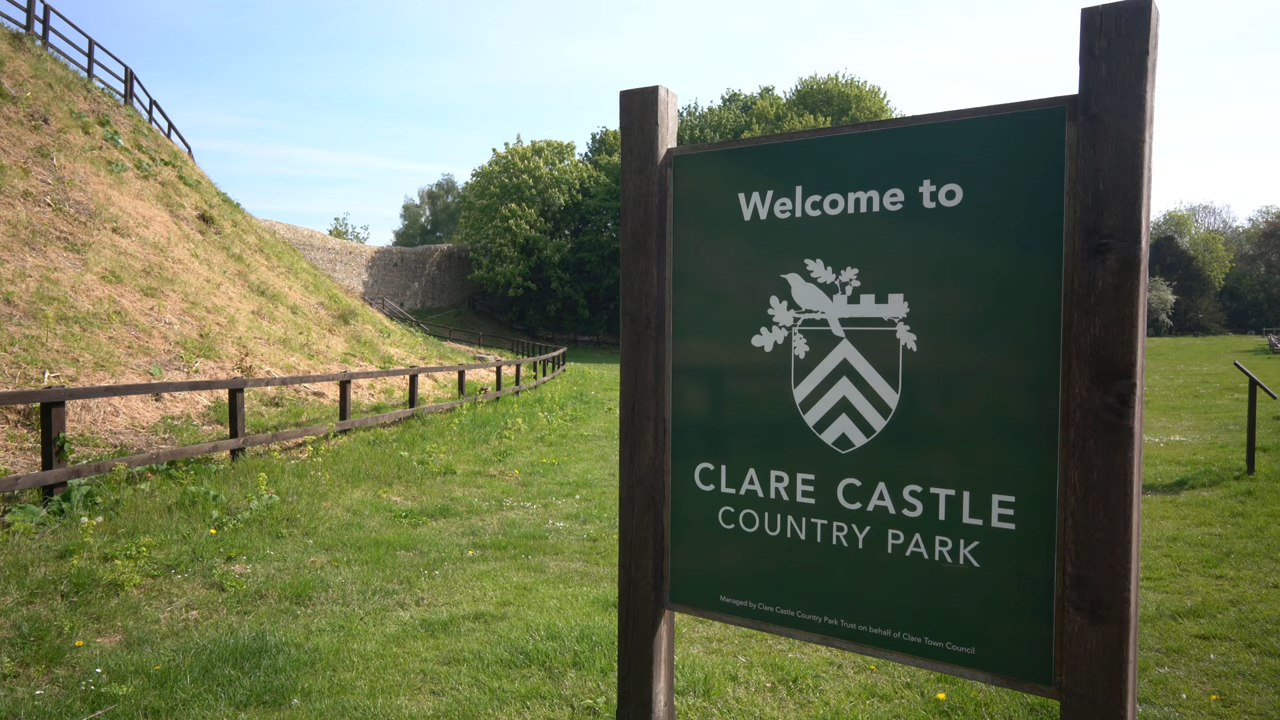 Welcome to
CLARE CASTLE
COUNTRY PARK
Managed by Clare Castle Country Park Trust on behalf of Clare Town Council